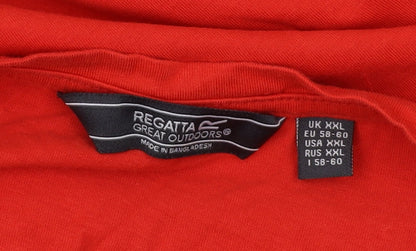 REGATTA
GREAT OUTDOORS®
MADE IN BANGLADESH
UK XXL
EU 58-60
USA XXL
RUS XXL
I 58-60